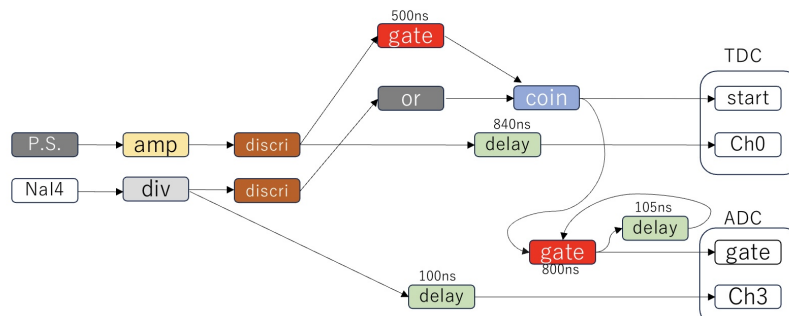 500ns
gate
TDC
or
coin
start
840ns
P.S.
amp
discri
delay
Ch0
NaI4
div
discri
105ns
ADC
delay
gate
800ns
gate
100ns
delay
Ch3